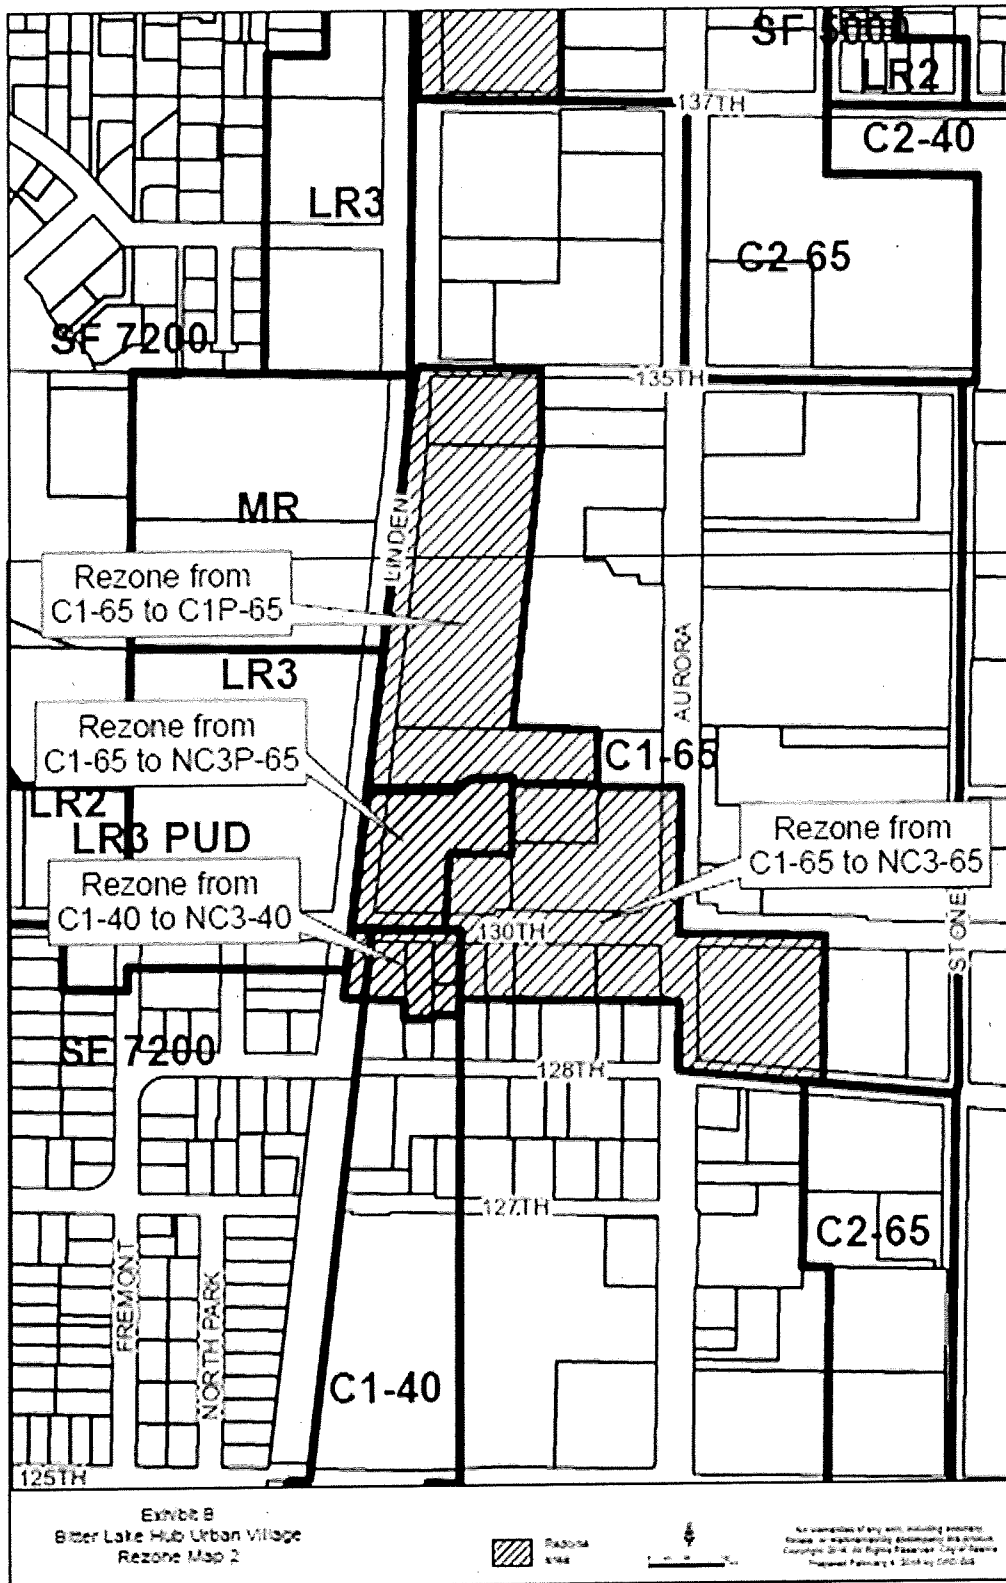 SF 5000
LR2
137TH
C2-40
LR3
C2-65
SF 7200
135TH
MR
LINDEN
Rezone from
C1-65 to C1P-65
AURORA
LR3
Rezone from
C1-65 to NC3P-65
C1-65
LR2
LR3 PUD
Rezone from
C1-65 to NC3-65
Rezone from
C1-40 to NC3-40
130TH
STONE
SF 7200
128TH
127TH
C2-65
FREMONT
NORTH PARK
C1-40
125TH
Exhibit B
Bitter Lake Hub Urban Village
Rezone Map 2
Rezone
area